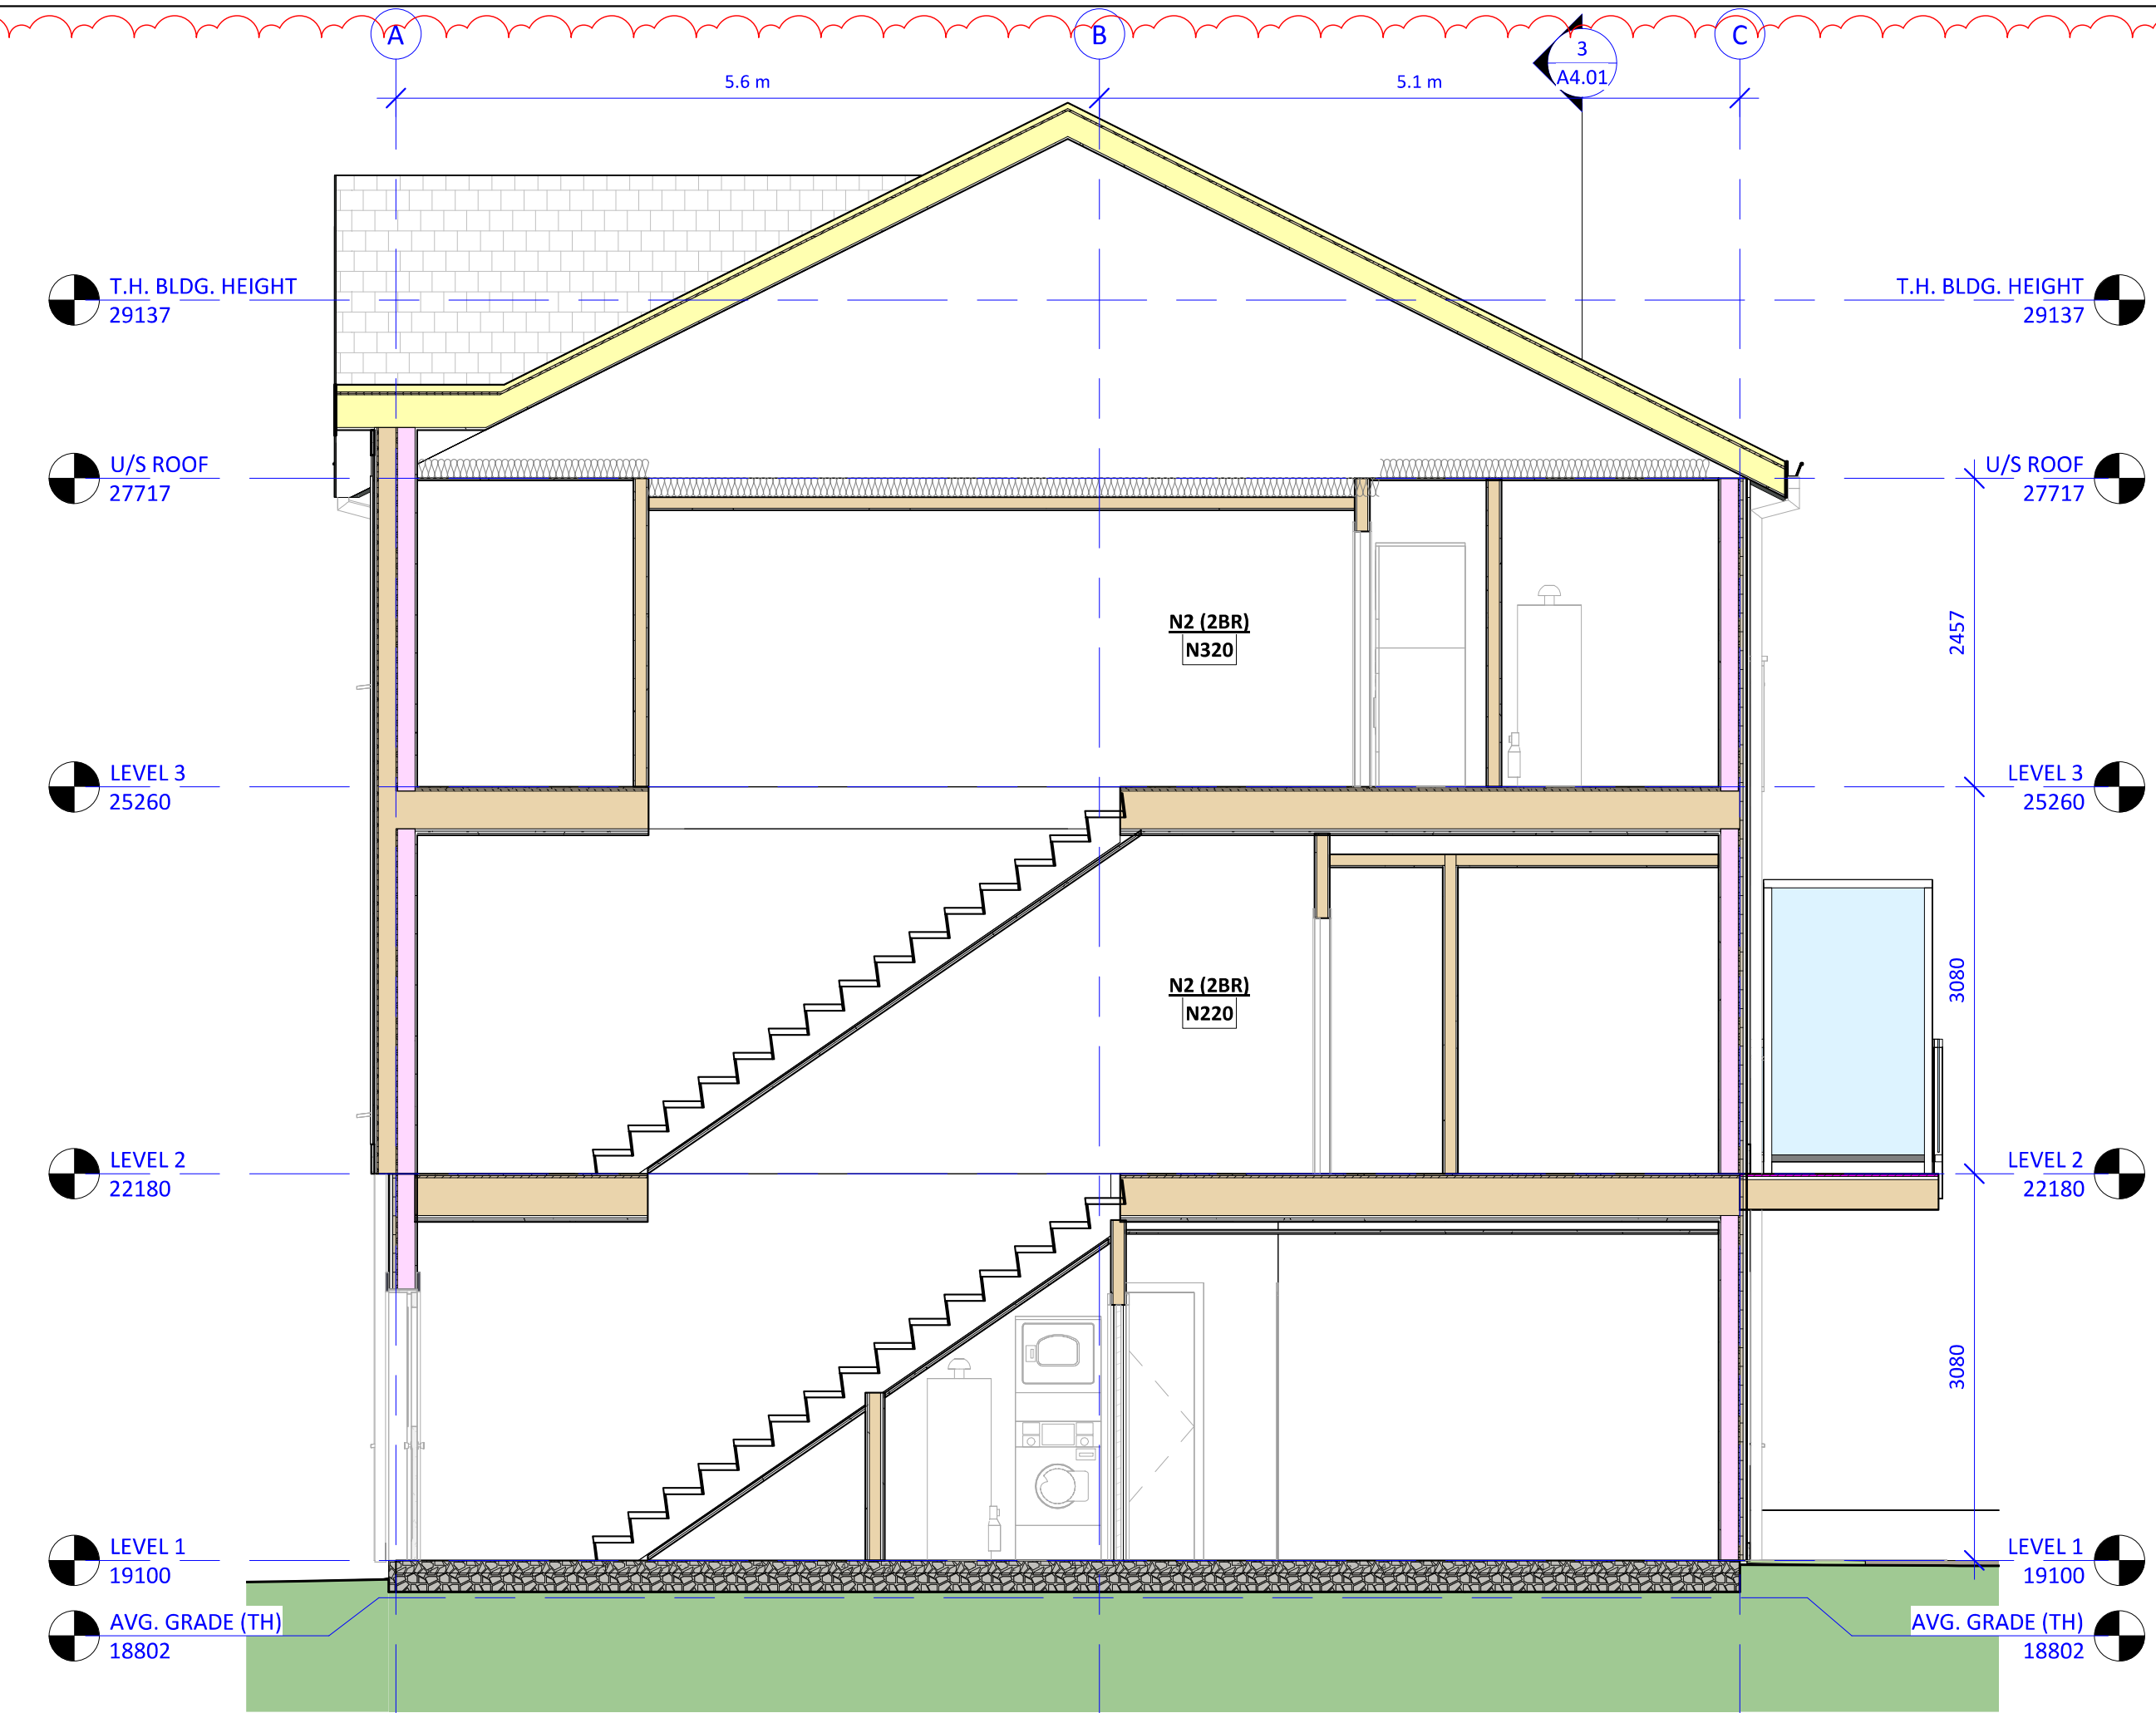 A
B
C
3
A4.01
5.6 m
5.1 m
T.H. BLDG. HEIGHT
29137
T.H. BLDG. HEIGHT
29137
U/S ROOF
27717
U/S ROOF
27717
N2 (2BR)
N320
2457
LEVEL 3
25260
LEVEL 3
25260
N2 (2BR)
N220
3080
LEVEL 2
22180
LEVEL 2
22180
3080
LEVEL 1
19100
LEVEL 1
19100
AVG. GRADE (TH)
18802
AVG. GRADE (TH)
18802